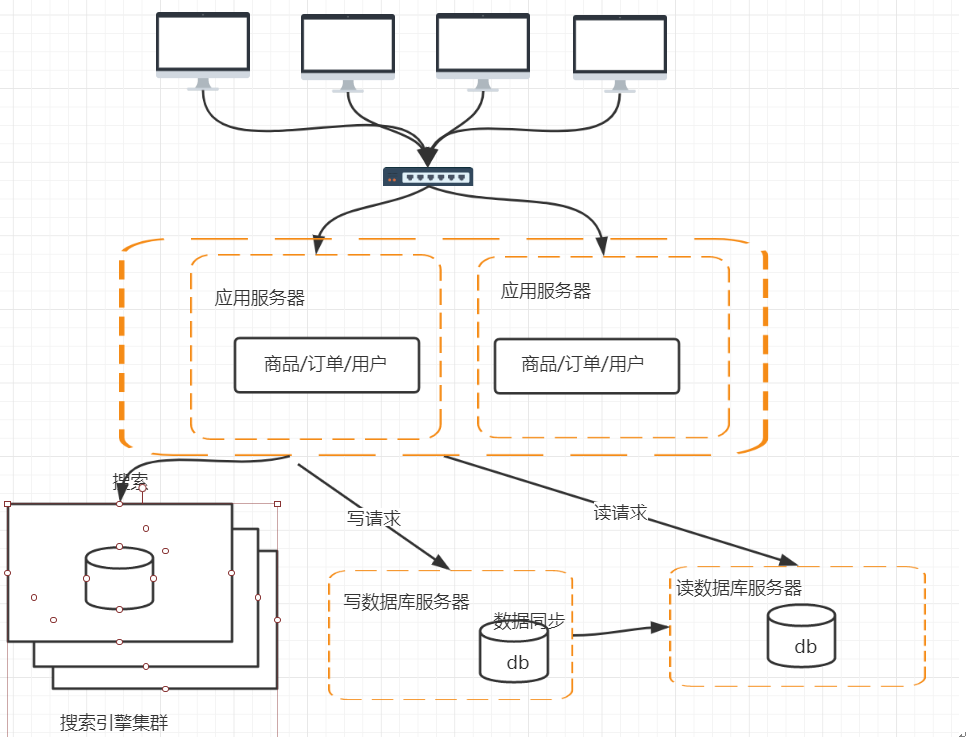 应用服务器
应用服务器
商品/订单/用户
商品/订单/用户
搜索
写请求
读请求
写数据库服务器
数据同步
读数据库服务器
db
db
搜索引擎集群